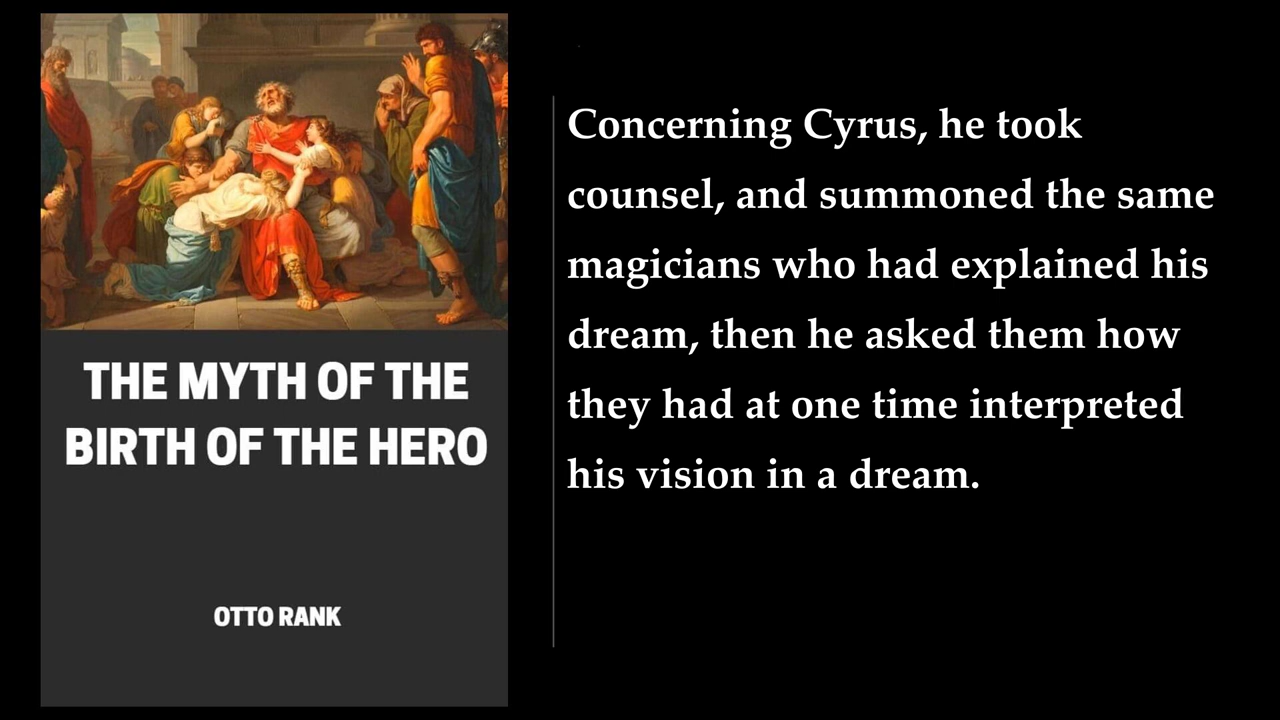 THE MYTH OF THE
BIRTH OF THE HERO
OTTO RANK
Concerning Cyrus, he took
counsel, and summoned the same
magicians who had explained his
dream, then he asked them how
they had at one time interpreted
his vision in a dream.